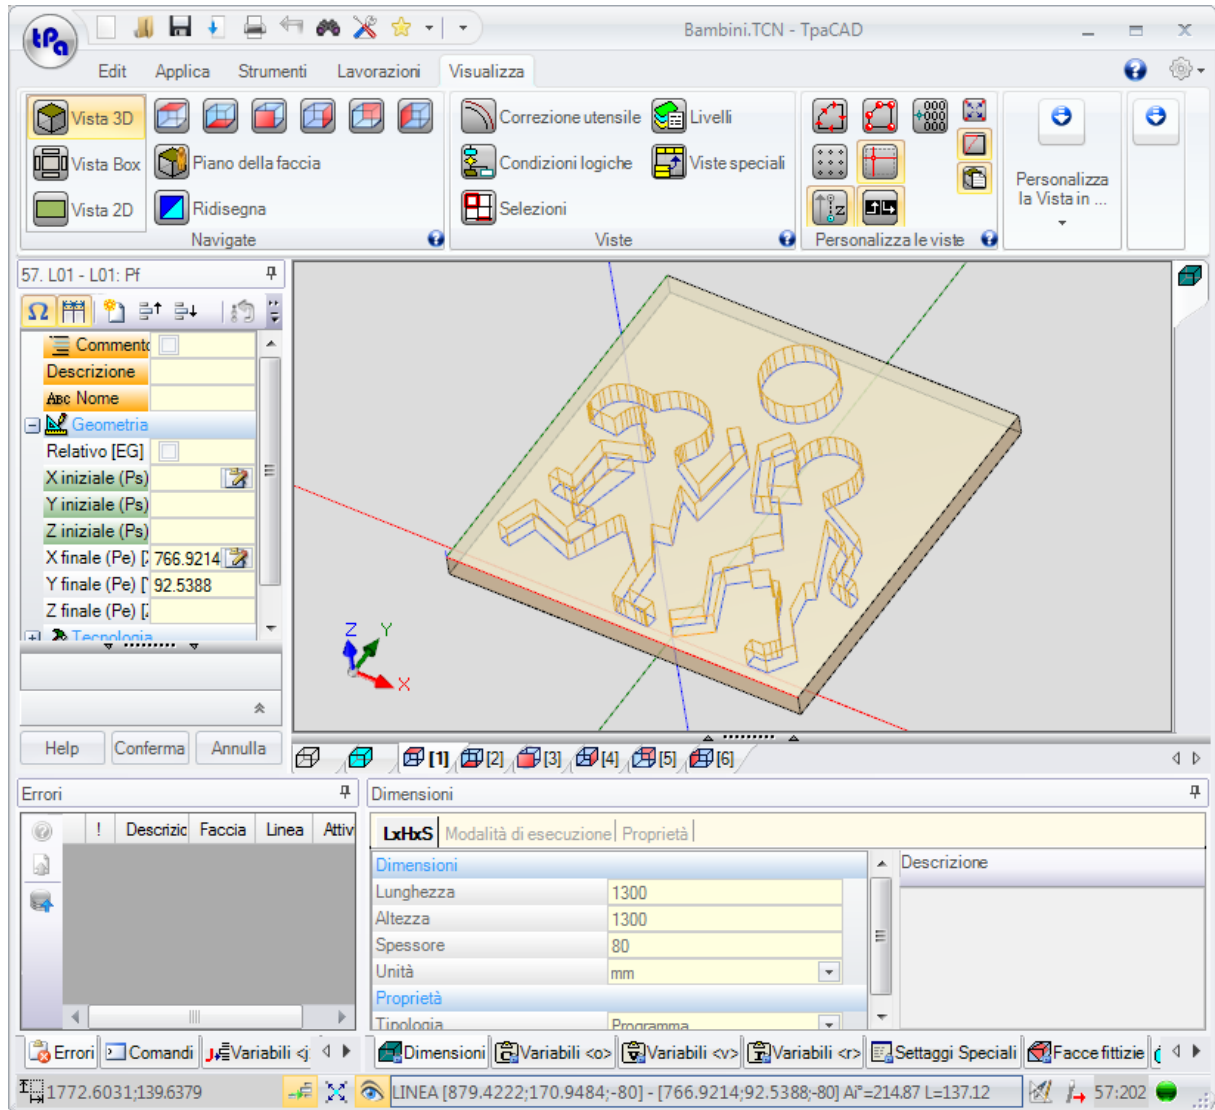 tPa
Bambini.TCN - TpaCAD
Edit Applica Strumenti Lavorazioni Visualizza
Vista 3D
Correzione utensile Livelli
Vista Box Piano della faccia
Condizioni logiche Viste speciali
Personalizza la Vista in ...
Vista 2D Ridisegna
Selezioni
Navigate Viste Personalizza le viste
57. L01 - L01: Pf
Commento
Descrizione
ABC Nome
Geometria
Relativo [EG]
X iniziale (Ps)
Y iniziale (Ps)
Z iniziale (Ps)
X finale (Pe) [ 766.9214
Y finale (Pe) [ 92.5388
Z finale (Pe) [
Tecnologia
Z Y
X
Help Conferma Annulla
[1] [2] [3] [4] [5] [6]
Errori Dimensioni
! Descrizic Faccia Linea Attiv
LxHxS Modalità di esecuzione Proprietà
Dimensioni
Descrizione
Lunghezza 1300
Altezza 1300
Spessore 80
Unità mm
Proprietà
Tipologia Programma
Errori Comandi Variabili <j Dimensioni Variabili <o> Variabili <v> Variabili <r> Settaggi Speciali Facce fittizie
1772.6031;139.6379 LINEA [879.4222;170.9484;-80] - [766.9214;92.5388;-80] Ai°=214.87 L=137.12 57:202